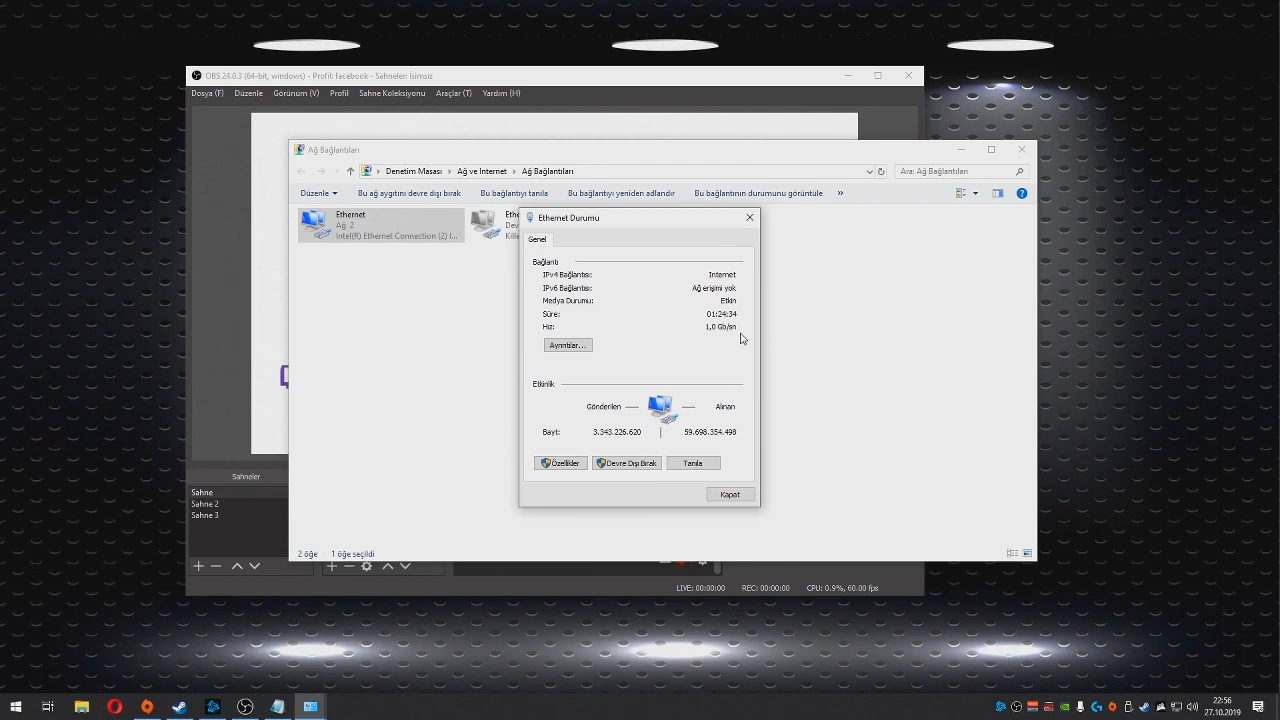 OBS 24.0.3 (64-bit, windows) - Profil: facebook - Sahneler: İsimsiz
Dosya (F) Düzenle Görünüm (V) Profil Sahne Koleksiyonu Araçlar (T) Yardım (H)
Ağ Bağlantıları
Denetim Masası Ağ ve Internet Ağ Bağlantıları Ara: Ağ Bağlantıları
Düzenle Bu ağ aygıtını devre dışı bırak Bu bağlantıyı tanıla Bu bağlantıyı yeniden adlandır Bu bağlantının durumunu görüntüle »
Ethernet
Ağ 2
Intel(R) Ethernet Connection (2) I...
Ethe
Dev
Kille
Ethernet Durumu
Genel
Bağlantı
IPv4 Bağlantısı: Internet
IPv6 Bağlantısı: Ağ erişimi yok
Medya Durumu: Etkin
Süre: 01:24:34
Hız: 1,0 Gb/sn
Ayrıntılar...
Etkinlik
Gönderilen Alınan
Bayt: 3.343.226.620 59.698.354.498
Özellikler Devre Dışı Bırak Tanıla
Kapat
2 öğe 1 öğe seçildi
Sahneler
Sahne
Sahne 2
Sahne 3
LIVE: 00:00:00 REC: 00:00:00 CPU: 0.9%, 60.00 fps
22:56
27.10.2019